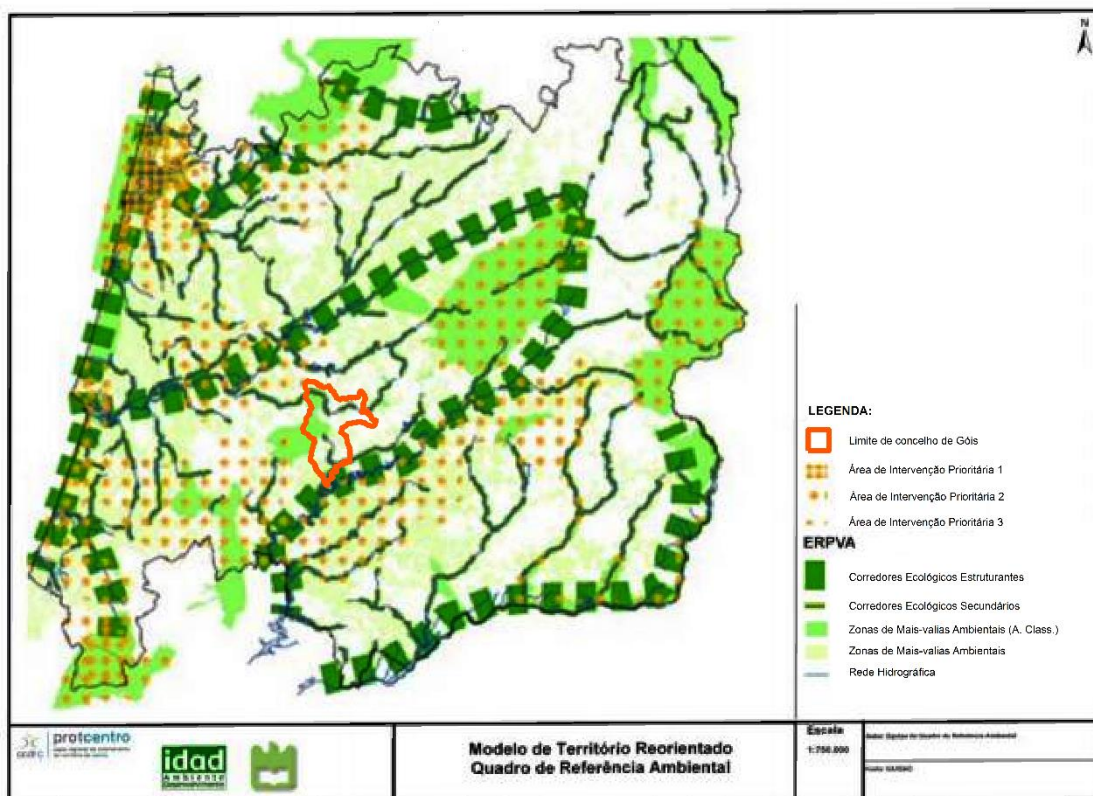 N
LEGENDA:
Limite de concelho de Góis
Área de Intervenção Prioritária 1
Área de Intervenção Prioritária 2
Área de Intervenção Prioritária 3
ERPVA
Corredores Ecológicos Estruturantes
Corredores Ecológicos Secundários
Zonas de Mais-valias Ambientais (A. Class.)
Zonas de Mais-valias Ambientais
Rede Hidrográfica
protcentro
idad
Ambiente
Desenvolvimento
Modelo de Território Reorientado
Quadro de Referência Ambiental
Escala
1:750.000